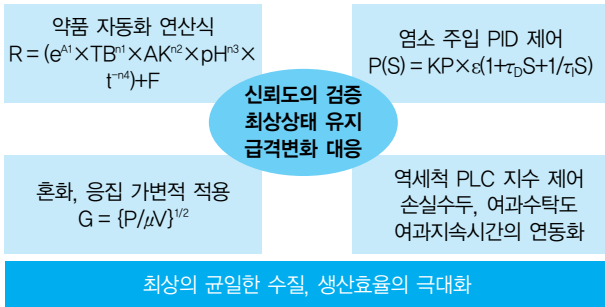 약품 자동화 연산식
R = (e^A1×TB^n1×AK^n2×pH^n3×
t^-n4)+F
염소 주입 PID 제어
P(S) = KP×ε(1+τ_DS+1/τ_IS)
신뢰도의 검증
최상상태 유지
급격변화 대응
혼화, 응집 가변적 적용
G = {P/μV}^1/2
역세척 PLC 지수 제어
손실수두, 여과수탁도
여과지속시간의 연동화
최상의 균일한 수질, 생산효율의 극대화